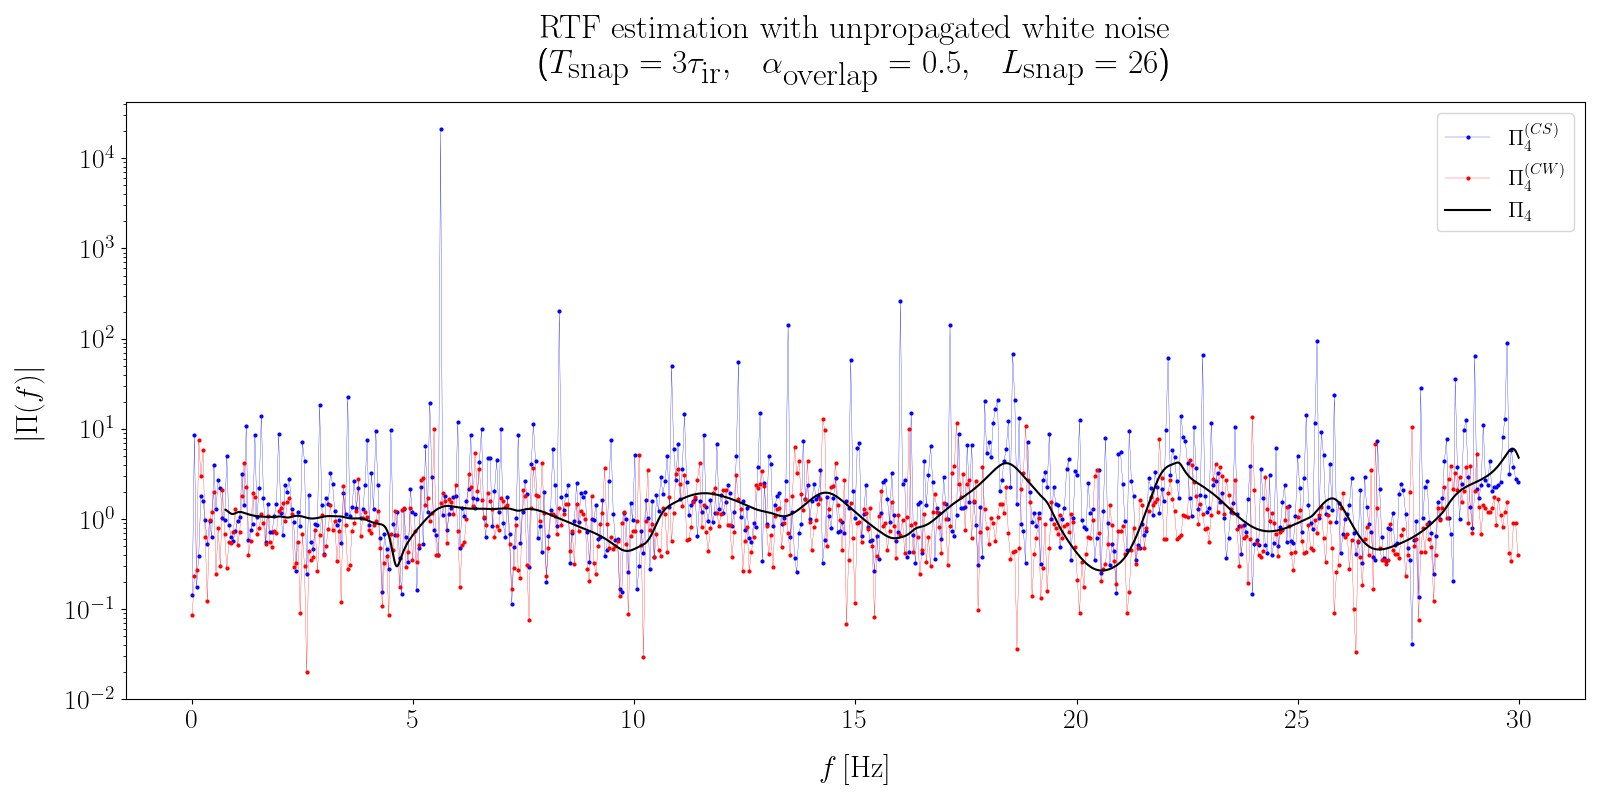 RTF estimation with unpropagated white noise
(T_snap = 3τ_ir, α_overlap = 0.5, L_snap = 26)
Π_4^(CS)
Π_4^(CW)
Π_4
|Π(f)|
10^4
10^3
10^2
10^1
10^0
10^−1
10^−2
0 5 10 15 20 25 30
f [Hz]